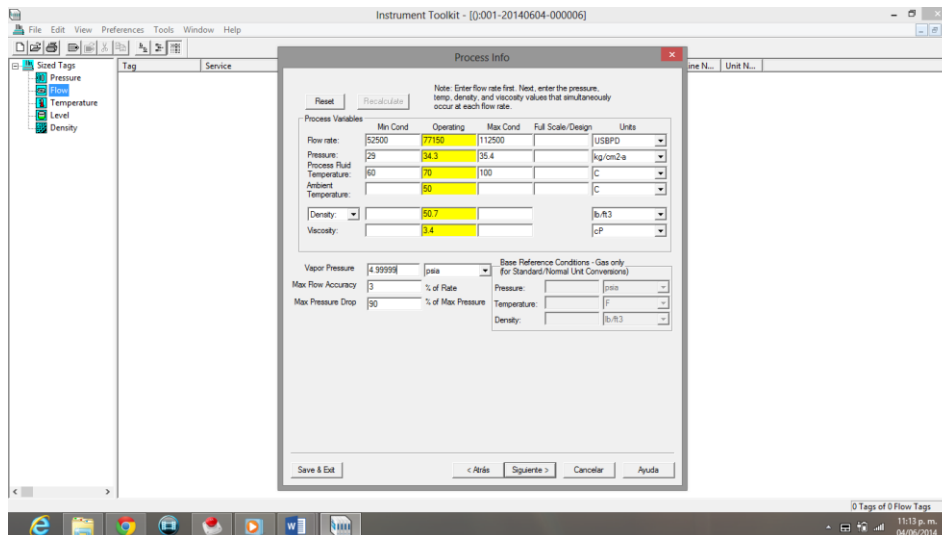 Instrument Toolkit - [():001-20140604-000006]
File Edit View Preferences Tools Window Help
Sized Tags
Pressure
Flow
Temperature
Level
Density
Tag Service ine N... Unit N...
Process Info
Note: Enter flow rate first. Next, enter the pressure,
temp, density, and viscosity values that simultaneously
occur at each flow rate.
Reset Recalculate
Process Variables
Min Cond Operating Max Cond Full Scale/Design Units
Flow rate: 52500 77150 112500 USBPD
Pressure: 29 34.3 35.4 kg/cm2-a
Process Fluid
Temperature: 60 70 100 C
Ambient
Temperature: 50 C
Density: 50.7 lb/ft3
Viscosity: 3.4 cP
Vapor Pressure 4.99999 psia
Max Flow Accuracy 3 % of Rate
Max Pressure Drop 90 % of Max Pressure
Base Reference Conditions - Gas only
(for Standard/Normal Unit Conversions)
Pressure: psia
Temperature: F
Density: lb/ft3
Save & Exit < Atrás Siguiente > Cancelar Ayuda
0 Tags of 0 Flow Tags
11:13 p. m.
04/06/2014